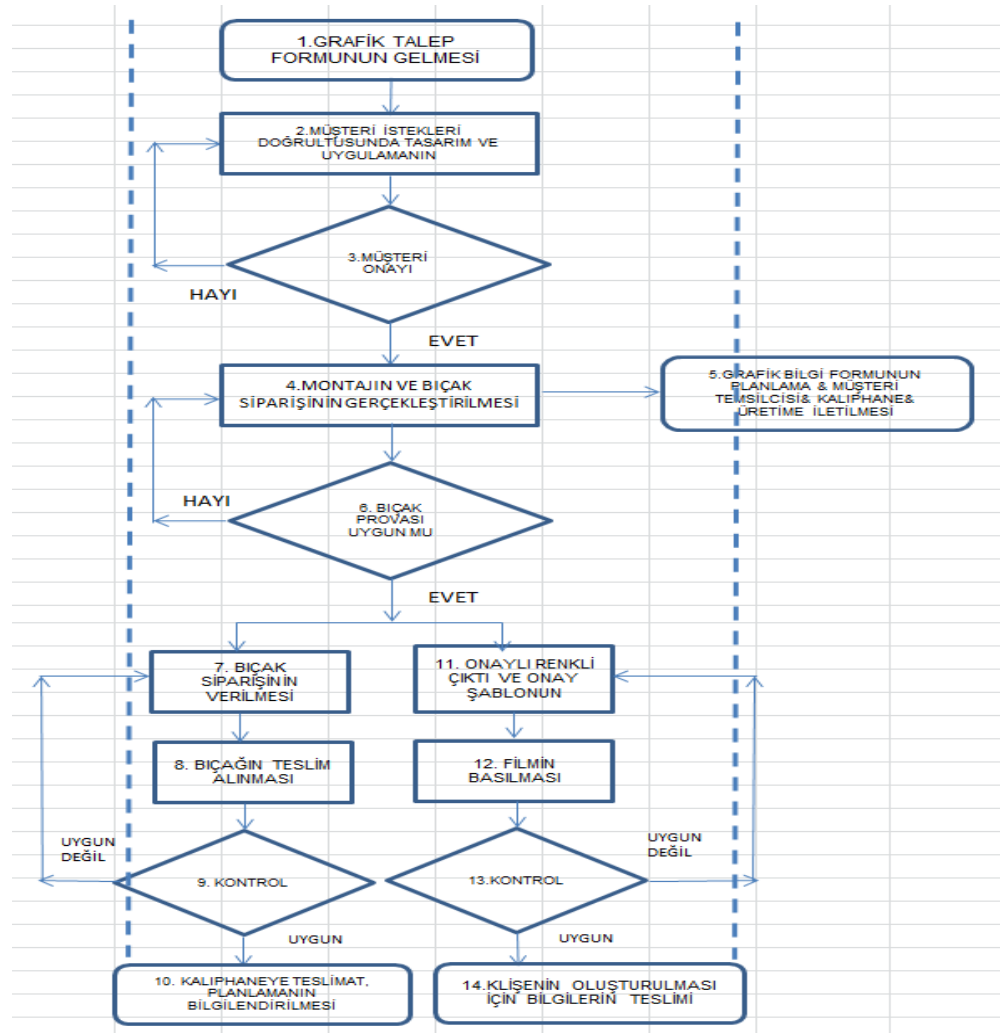 1.GRAFİK TALEP
FORMUNUN GELMESİ
2.MÜŞTERİ İSTEKLERİ
DOĞRULTUSUNDA TASARIM VE
UYGULAMANIN
3.MÜŞTERİ
ONAYI
HAYI
EVET
4.MONTAJIN VE BIÇAK
SİPARİŞİNİN GERÇEKLEŞTİRİLMESİ
5.GRAFİK BİLGİ FORMUNUN
PLANLAMA & MÜŞTERİ
TEMSİLCİSİ& KALIPHANE&
ÜRETİME İLETİLMESİ
HAYI
6. BIÇAK
PROVASI
UYGUN MU
EVET
7. BIÇAK
SİPARİŞİNİN
VERİLMESİ
11. ONAYLI RENKLİ
ÇIKTI VE ONAY
ŞABLONUN
8. BIÇAĞIN TESLİM
ALINMASI
12. FİLMİN
BASILMASI
UYGUN
DEĞİL
9. KONTROL
13.KONTROL
UYGUN
DEĞİL
UYGUN
UYGUN
10. KALIPHANEYE TESLİMAT,
PLANLAMANIN
BİLGİLENDİRİLMESİ
14.KLİŞENİN OLUŞTURULMASI
İÇİN BİLGİLERİN TESLİMİ